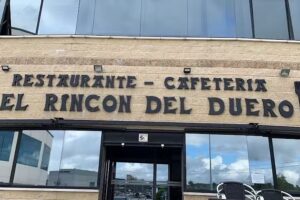 RESTAURANTE - CAFETERIA
EL RINCON DEL DUERO